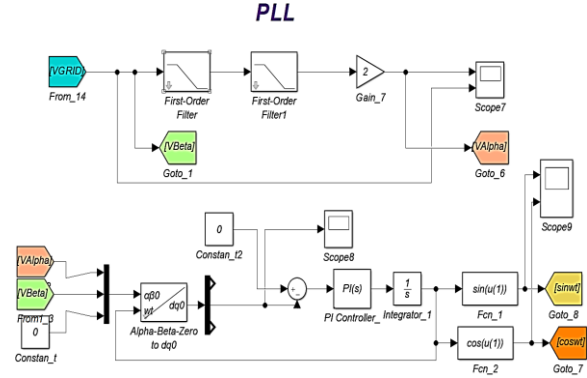 PLL
[VGRID]
From_14
First-Order
Filter
First-Order
Filter1
2
Gain_7
Scope7
[VBeta]
Goto_1
[VAlpha]
Goto_6
Scope9
[VAlpha]
[VBeta]
0
Constan_t
αβ0
wt
dq0
Alpha-Beta-Zero
to dq0
0
Constan_t2
Scope8
PI(s)
PI Controller_
1
s
Integrator_1
sin(u(1))
Fcn_1
[sinwt]
Goto_8
cos(u(1))
Fcn_2
[coswt]
Goto_7